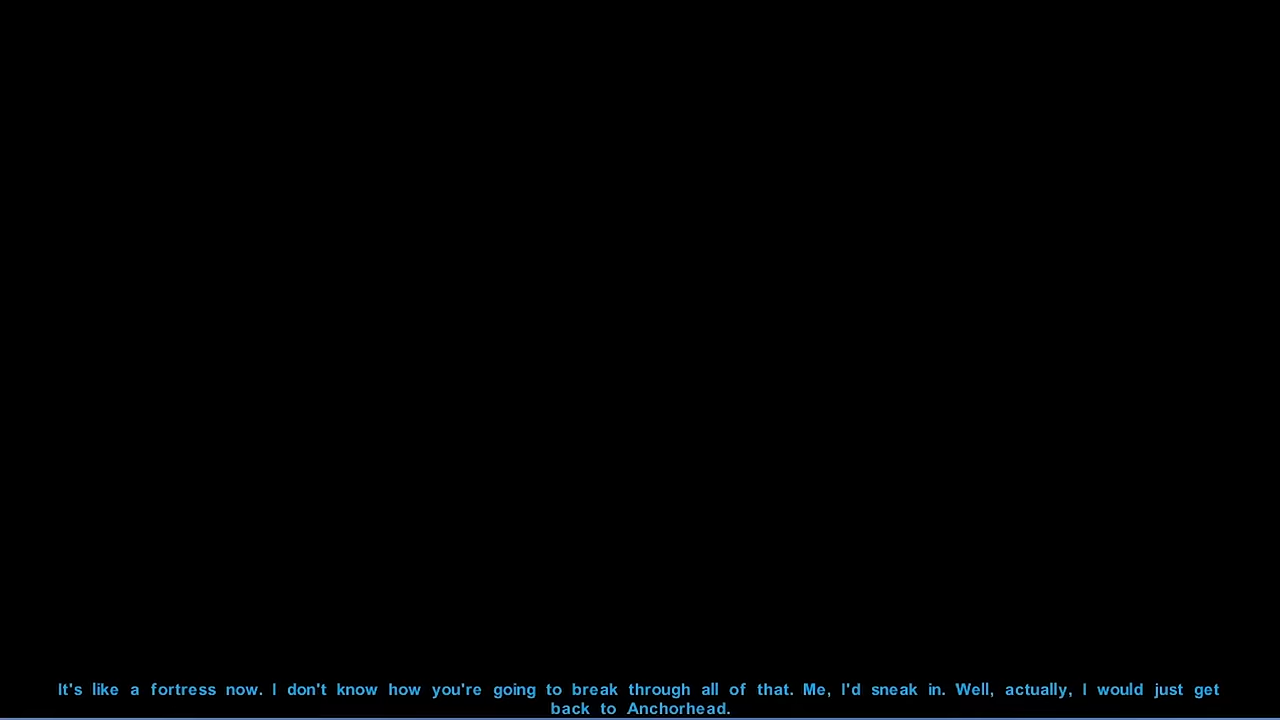 It's like a fortress now. I don't know how you're going to break through all of that. Me, I'd sneak in. Well, actually, I would just get
back to Anchorhead.